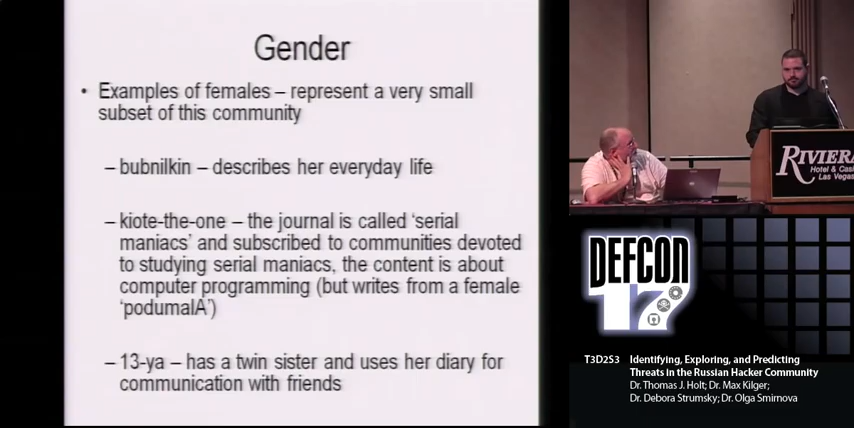 Gender
• Examples of females – represent a very small
subset of this community
– bubnilkin – describes her everyday life
– kiote-the-one – the journal is called 'serial
maniacs' and subscribed to communities devoted
to studying serial maniacs, the content is about
computer programming (but writes from a female
'podumalA')
– 13-ya – has a twin sister and uses her diary for
communication with friends
RIVIERA
Hotel & Cas
Las Vegas
DEFCON
17
T3D2S3 Identifying, Exploring, and Predicting
Threats in the Russian Hacker Community
Dr. Thomas J. Holt; Dr. Max Kilger;
Dr. Debora Strumsky; Dr. Olga Smirnova